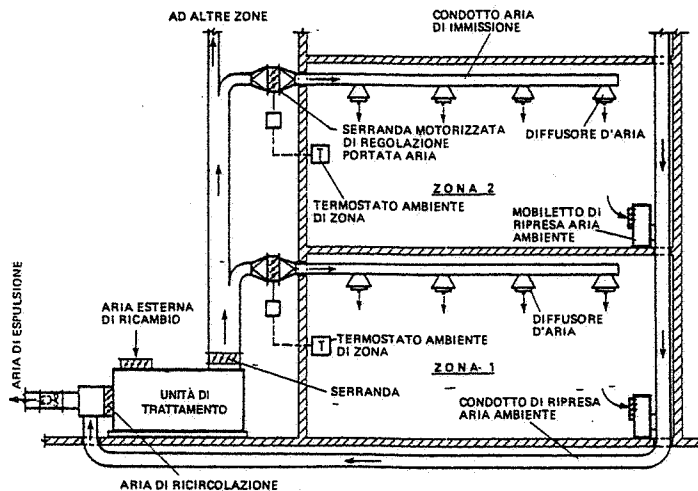 AD ALTRE ZONE
CONDOTTO ARIA
DI IMMISSIONE
SERRANDA MOTORIZZATA
DI REGOLAZIONE
PORTATA ARIA
DIFFUSORE D'ARIA
T
TERMOSTATO AMBIENTE
DI ZONA
ZONA 2
MOBILETTO DI
RIPRESA ARIA
AMBIENTE
ARIA DI ESPULSIONE
ARIA ESTERNA
DI RICAMBIO
T
TERMOSTATO AMBIENTE
DI ZONA
DIFFUSORE
D'ARIA
ZONA-1
UNITÀ DI
TRATTAMENTO
SERRANDA
CONDOTTO DI RIPRESA
ARIA AMBIENTE
ARIA DI RICIRCOLAZIONE